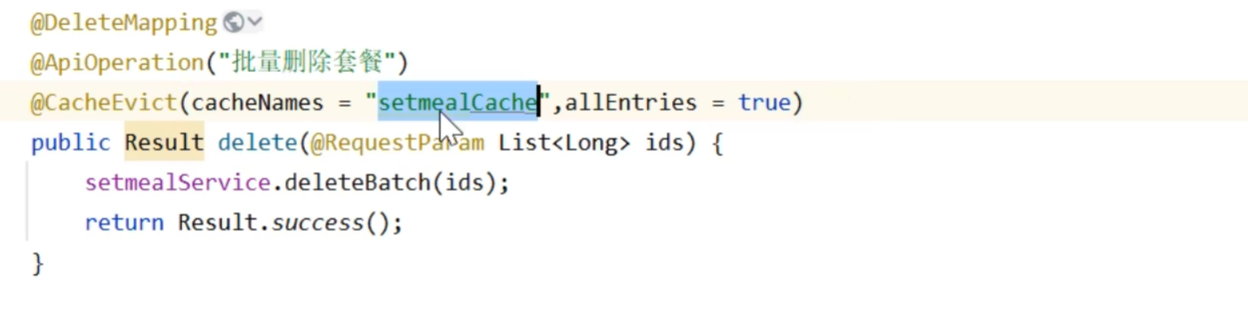 @DeleteMapping
@ApiOperation("批量删除套餐")
@CacheEvict(cacheNames = "setmealCache",allEntries = true)
public Result delete(@RequestParam List<Long> ids) {
setmealService.deleteBatch(ids);
return Result.success();
}